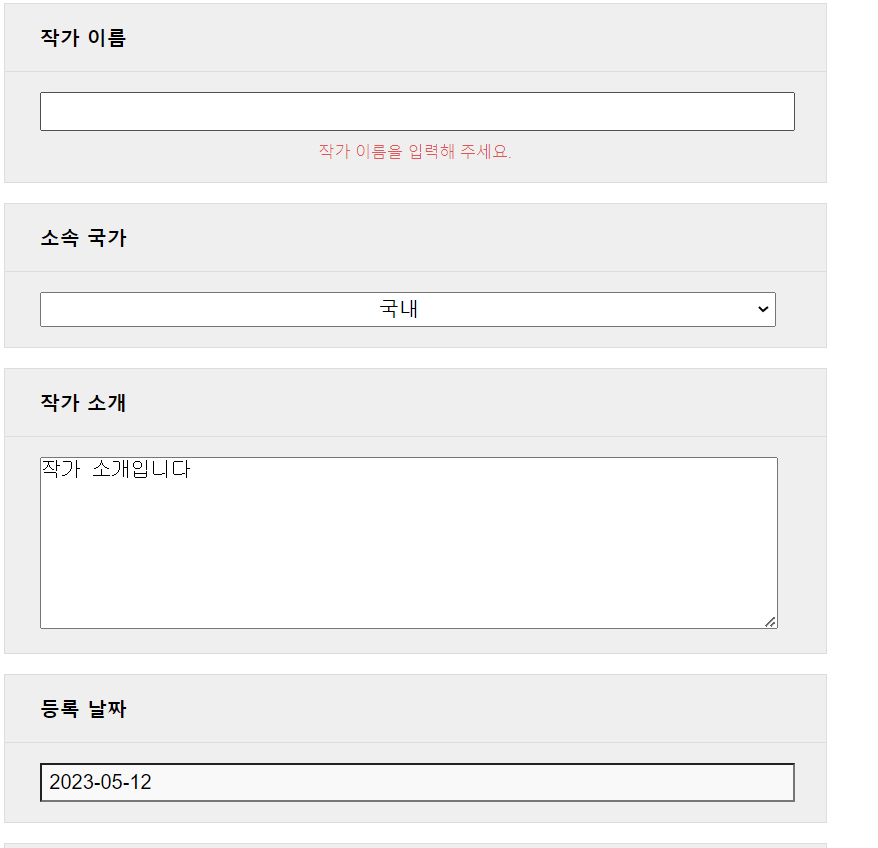 작가 이름
작가 이름을 입력해 주세요.
소속 국가
국내
작가 소개
작가 소개입니다
등록 날짜
2023-05-12